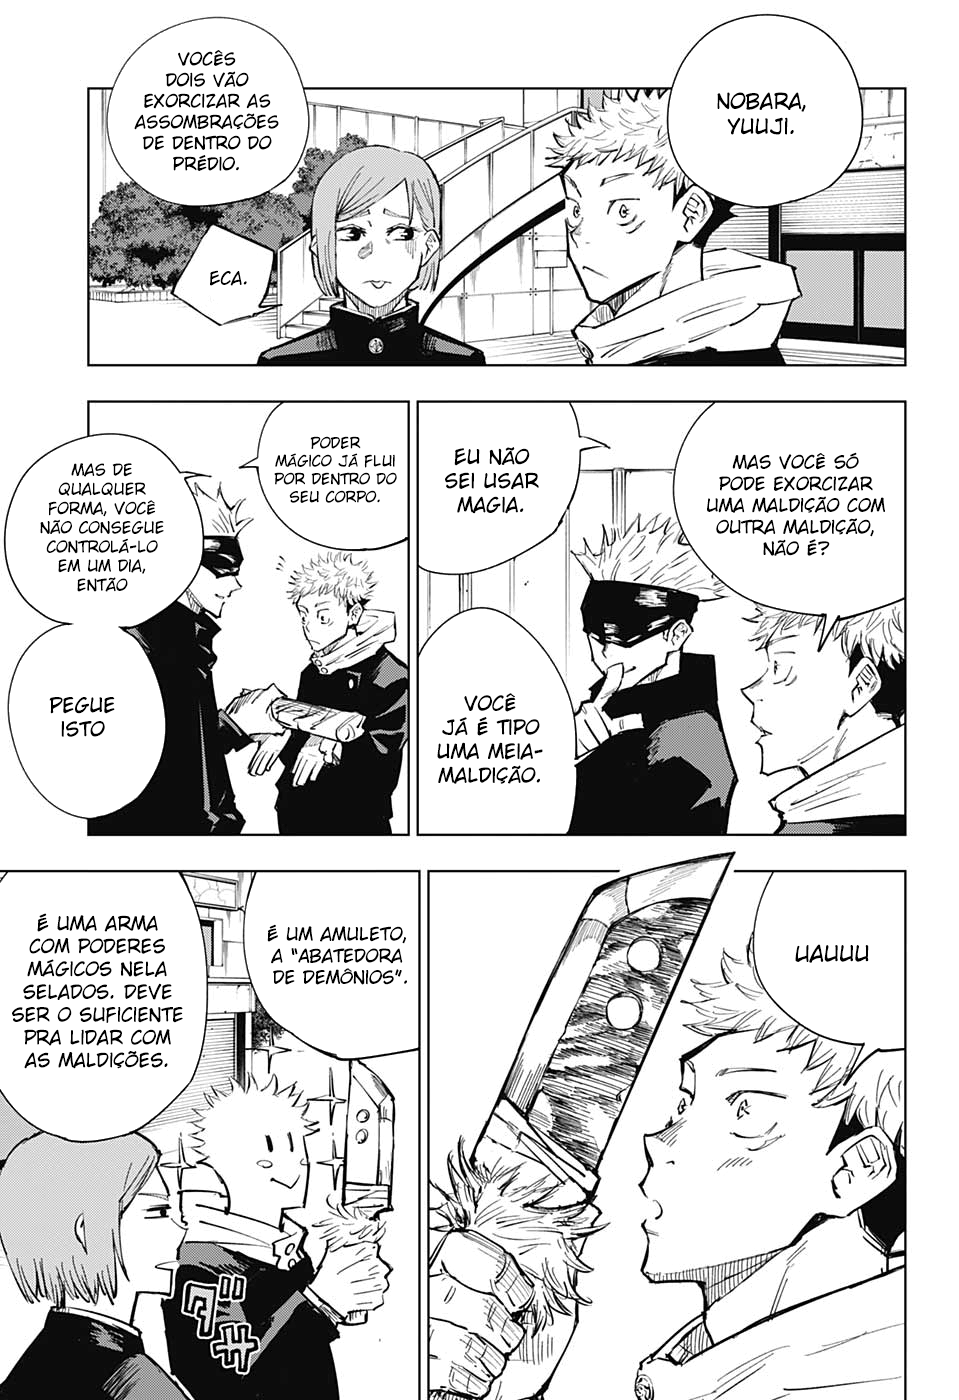 NOBARA,
YUUJI.
VOCÊS
DOIS VÃO
EXORCIZAR AS
ASSOMBRAÇÕES
DE DENTRO DO
PRÉDIO.
ECA.
MAS VOCÊ SÓ
PODE EXORCIZAR
UMA MALDIÇÃO COM
OUTRA MALDIÇÃO,
NÃO É?
EU NÃO
SEI USAR
MAGIA.
VOCÊ
JÁ É TIPO
UMA MEIA-
MALDIÇÃO.
PODER
MÁGICO JÁ FLUI
POR DENTRO DO
SEU CORPO.
MAS DE
QUALQUER
FORMA, VOCÊ
NÃO CONSEGUE
CONTROLÁ-LO
EM UM DIA,
ENTÃO
PEGUE
ISTO
UAUUU
É UM AMULETO,
A "ABATEDORA
DE DEMÔNIOS".
É UMA ARMA
COM PODERES
MÁGICOS NELA
SELADOS. DEVE
SER O SUFICIENTE
PRA LIDAR COM
AS MALDIÇÕES.
ダサ